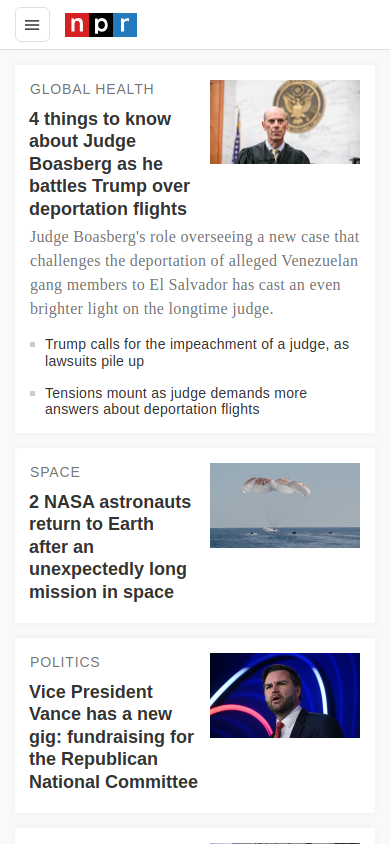 npr
GLOBAL HEALTH
4 things to know
about Judge
Boasberg as he
battles Trump over
deportation flights
Judge Boasberg's role overseeing a new case that
challenges the deportation of alleged Venezuelan
gang members to El Salvador has cast an even
brighter light on the longtime judge.
Trump calls for the impeachment of a judge, as
lawsuits pile up
Tensions mount as judge demands more
answers about deportation flights
SPACE
2 NASA astronauts
return to Earth
after an
unexpectedly long
mission in space
POLITICS
Vice President
Vance has a new
gig: fundraising for
the Republican
National Committee